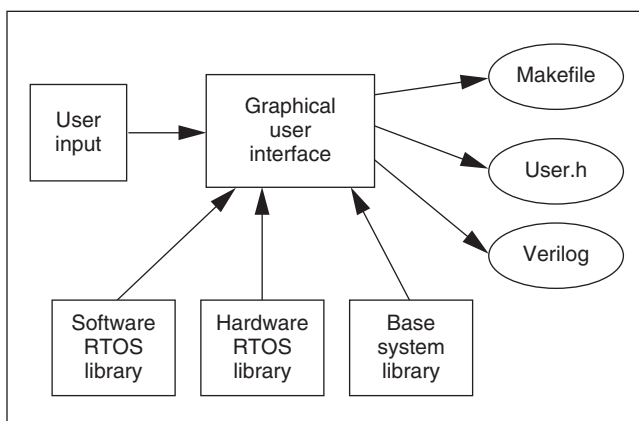 User
input
Graphical
user
interface
Makefile
User.h
Verilog
Software
RTOS
library
Hardware
RTOS
library
Base
system
library